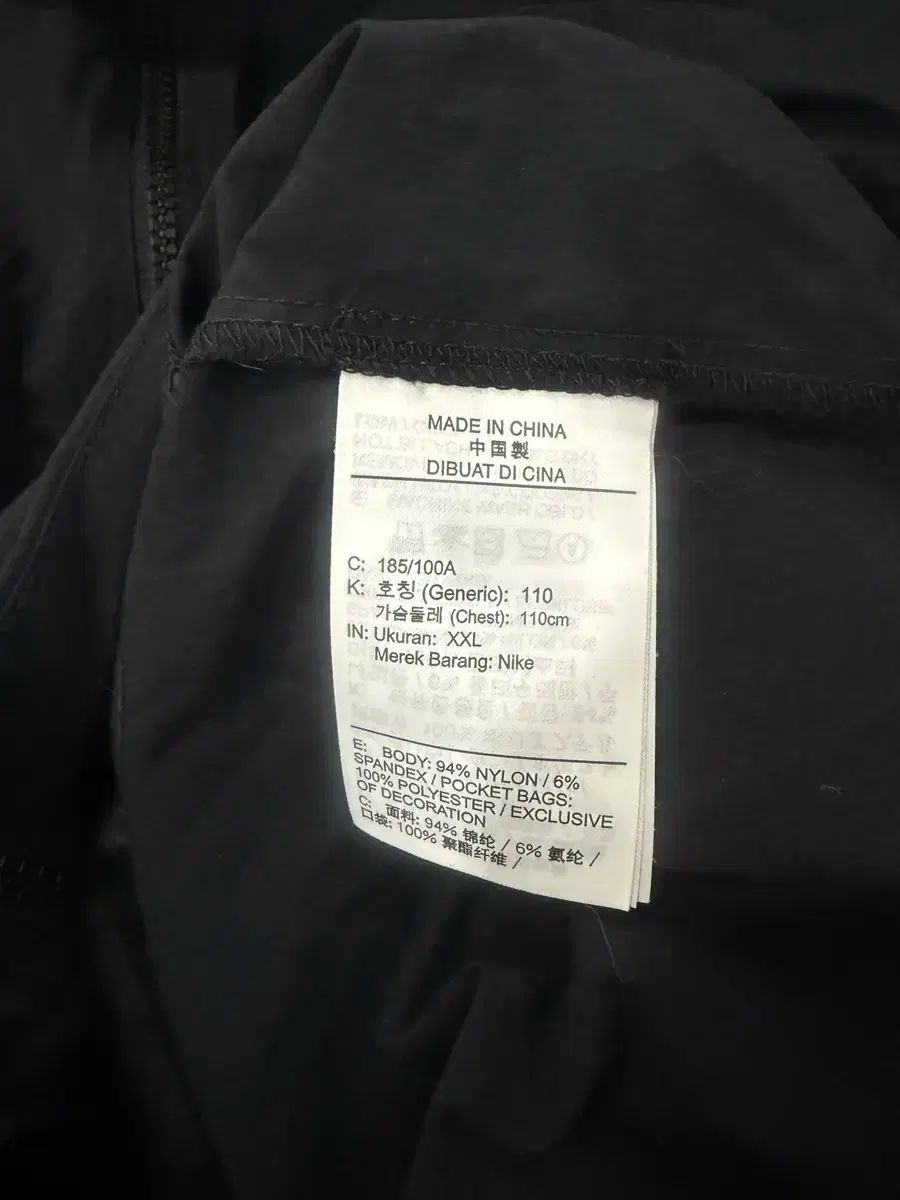 MADE IN CHINA
中国製
DIBUAT DI CINA
C: 185/100A
K: 호칭 (Generic): 110
가슴둘레 (Chest): 110cm
IN: Ukuran: XXL
Merek Barang: Nike
E: BODY: 94% NYLON / 6%
SPANDEX / POCKET BAGS:
100% POLYESTER / EXCLUSIVE
OF DECORATION
C: 面料: 94% 锦纶 / 6% 氨纶 /
口袋: 100% 聚酯纤维 /